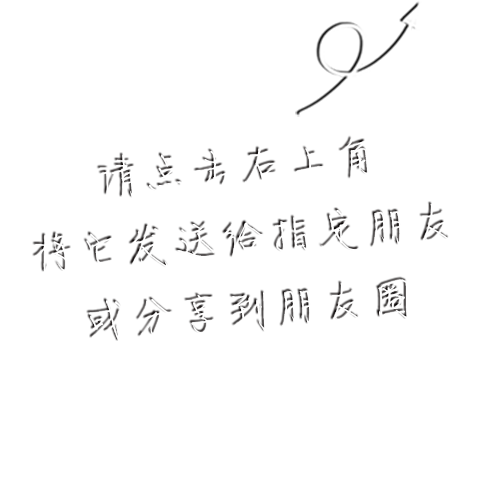 请点击右上角
将它发送给指定朋友
或分享到朋友圈